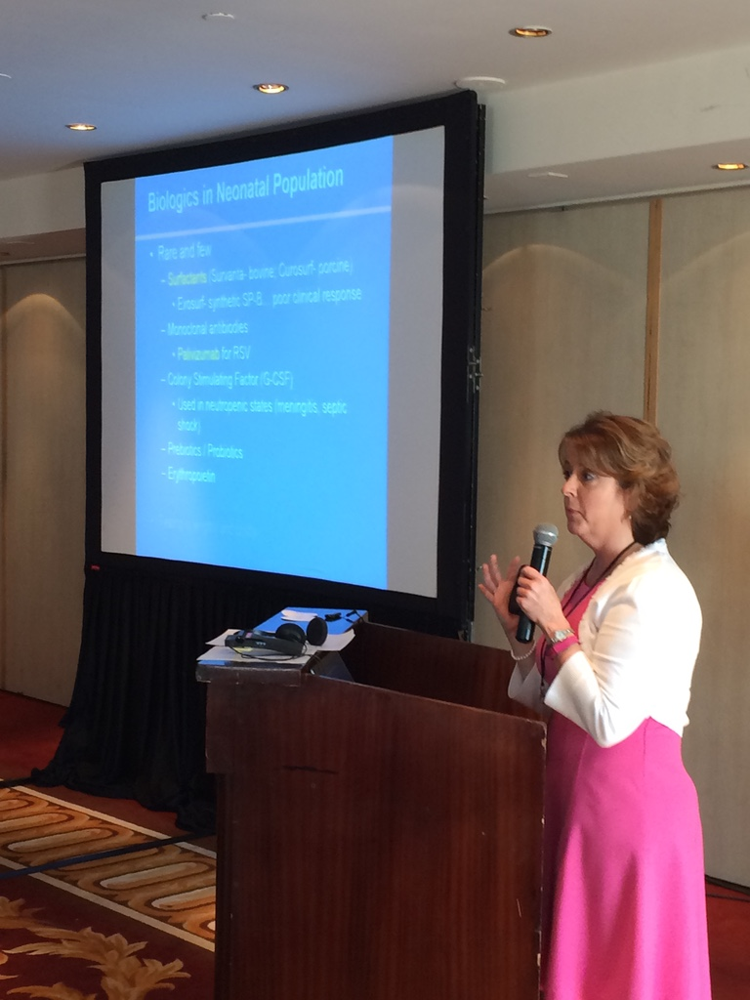 Biologics in Neonatal Population
• Rare and few
– Surfactants (Survanta- bovine; Curosurf- porcine)
• Exosurf- synthetic SP-B... poor clinical response
– Monoclonal antibodies
• Palivizumab for RSV
– Colony Stimulating Factor (G-CSF)
• Used in neutropenic states (meningitis, septic
shock)
– Prebiotics / Probiotics
– Erythropoietin